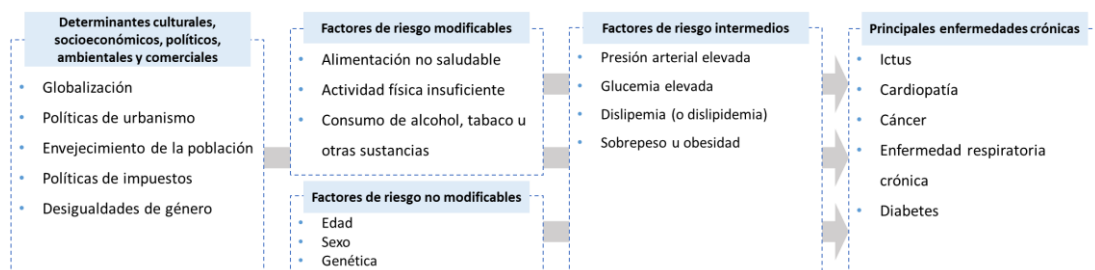 Determinantes culturales,
socioeconómicos, políticos,
ambientales y comerciales
• Globalización
• Políticas de urbanismo
• Envejecimiento de la población
• Políticas de impuestos
• Desigualdades de género
Factores de riesgo modificables
• Alimentación no saludable
• Actividad física insuficiente
• Consumo de alcohol, tabaco u
otras sustancias
Factores de riesgo no modificables
• Edad
• Sexo
• Genética
Factores de riesgo intermedios
• Presión arterial elevada
• Glucemia elevada
• Dislipemia (o dislipidemia)
• Sobrepeso u obesidad
Principales enfermedades crónicas
• Ictus
• Cardiopatía
• Cáncer
• Enfermedad respiratoria
crónica
• Diabetes